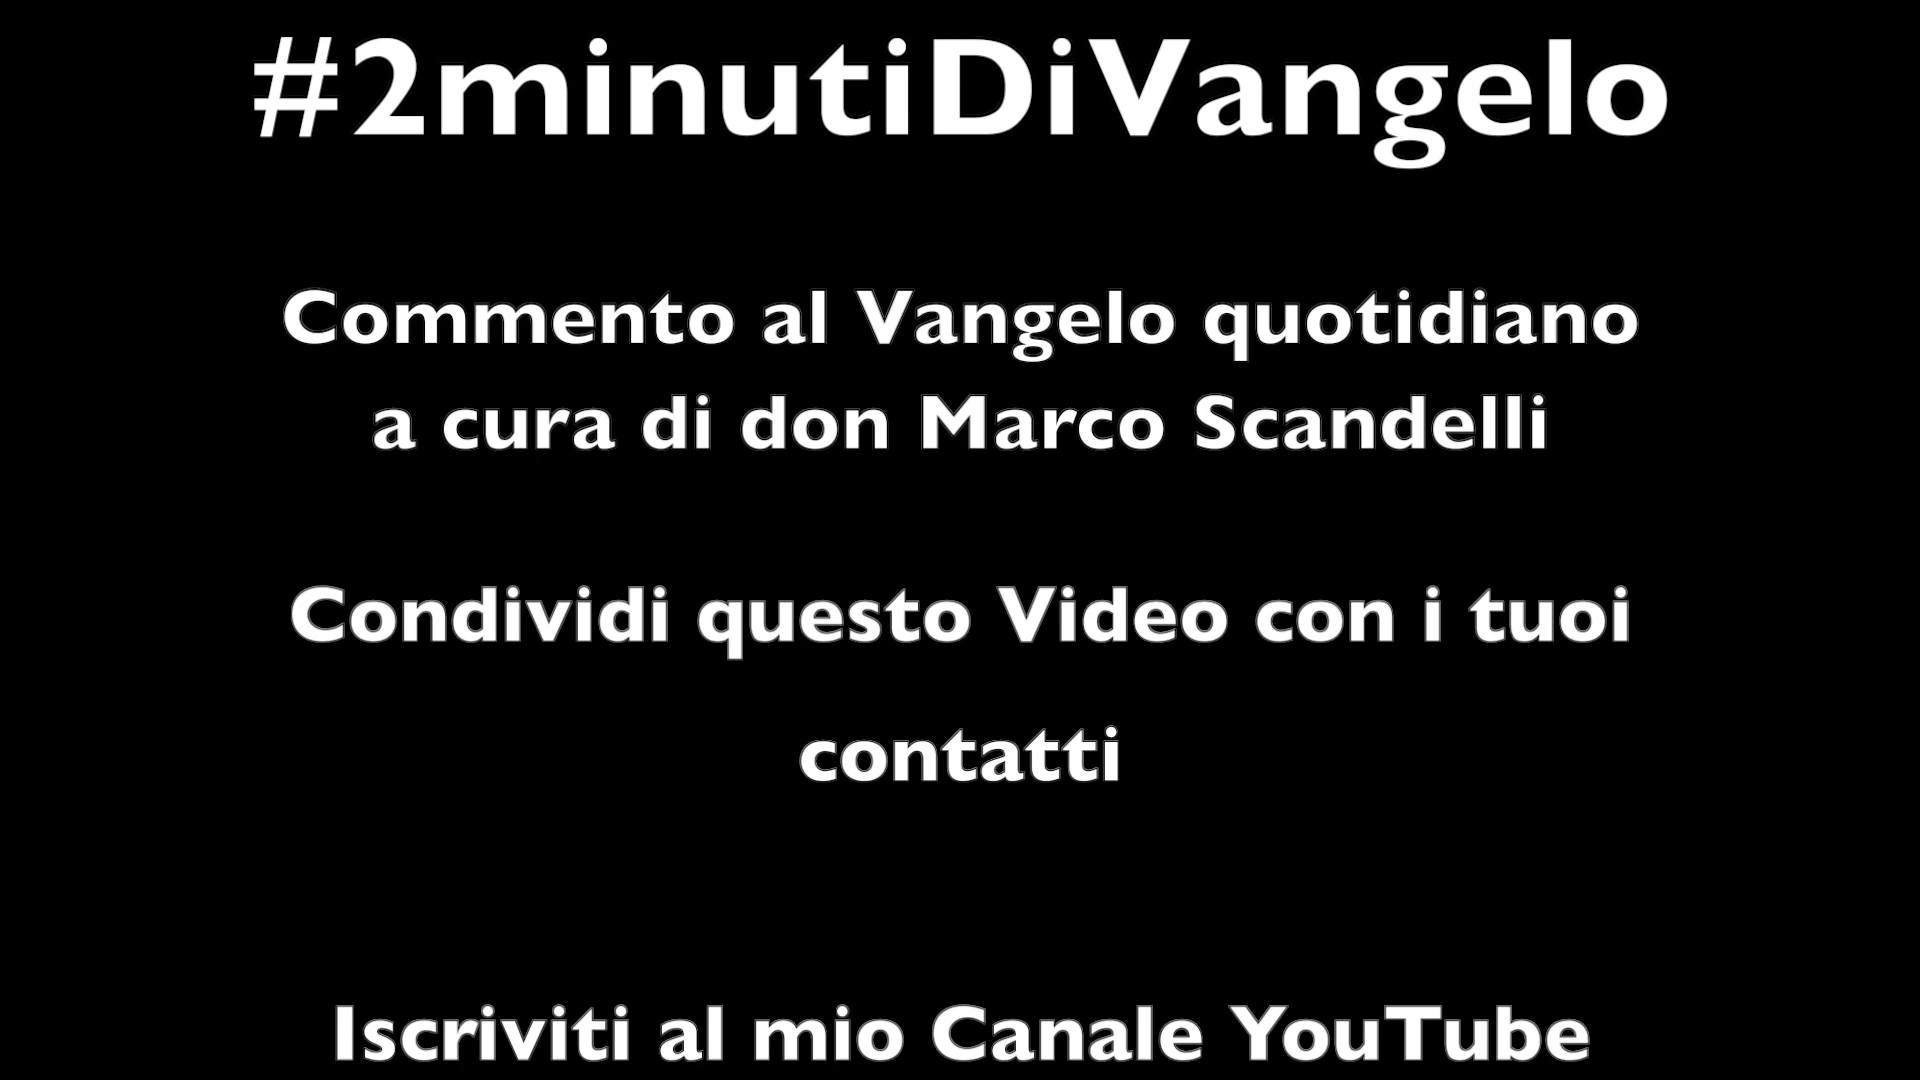 #2minutiDiVangelo
Commento al Vangelo quotidiano
a cura di don Marco Scandelli
Condividi questo Video con i tuoi
contatti
Iscriviti al mio Canale YouTube